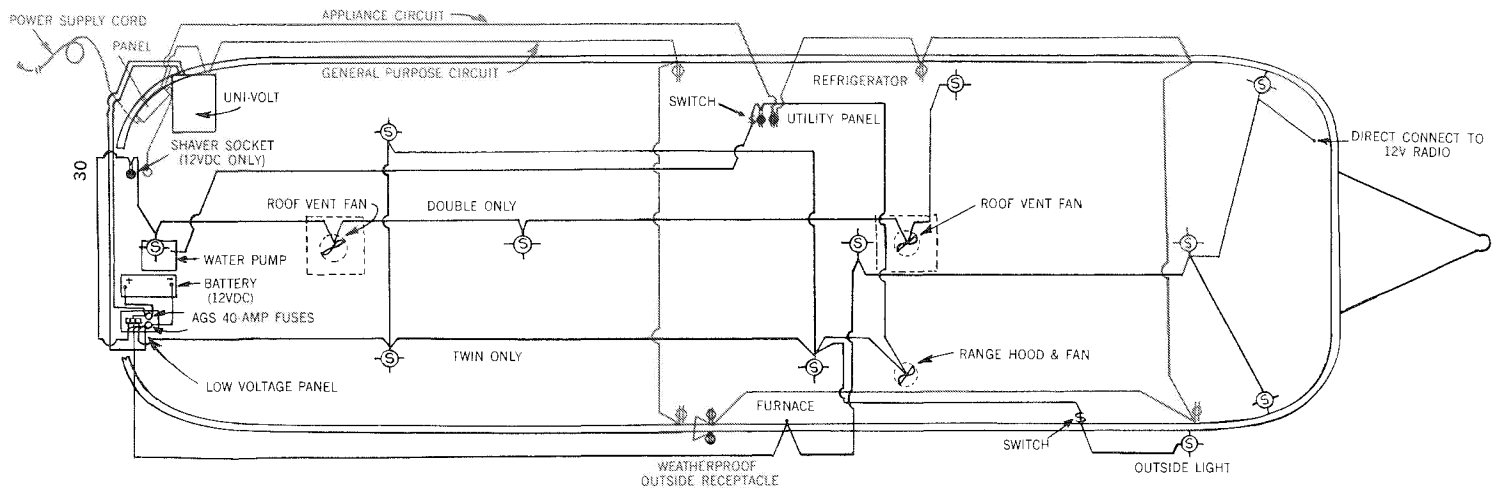 POWER SUPPLY CORD
APPLIANCE CIRCUIT
PANEL
GENERAL PURPOSE CIRCUIT
REFRIGERATOR
UNI-VOLT
SWITCH
UTILITY PANEL
SHAVER SOCKET
(12VDC ONLY)
DIRECT CONNECT TO
12V RADIO
30
ROOF VENT FAN
DOUBLE ONLY
ROOF VENT FAN
WATER PUMP
BATTERY
(12VDC)
AGS 40-AMP FUSES
TWIN ONLY
RANGE HOOD & FAN
LOW VOLTAGE PANEL
FURNACE
SWITCH
WEATHERPROOF
OUTSIDE RECEPTACLE
OUTSIDE LIGHT
S
S
S
S
S
S
S
S
S
S
S
S
+
-